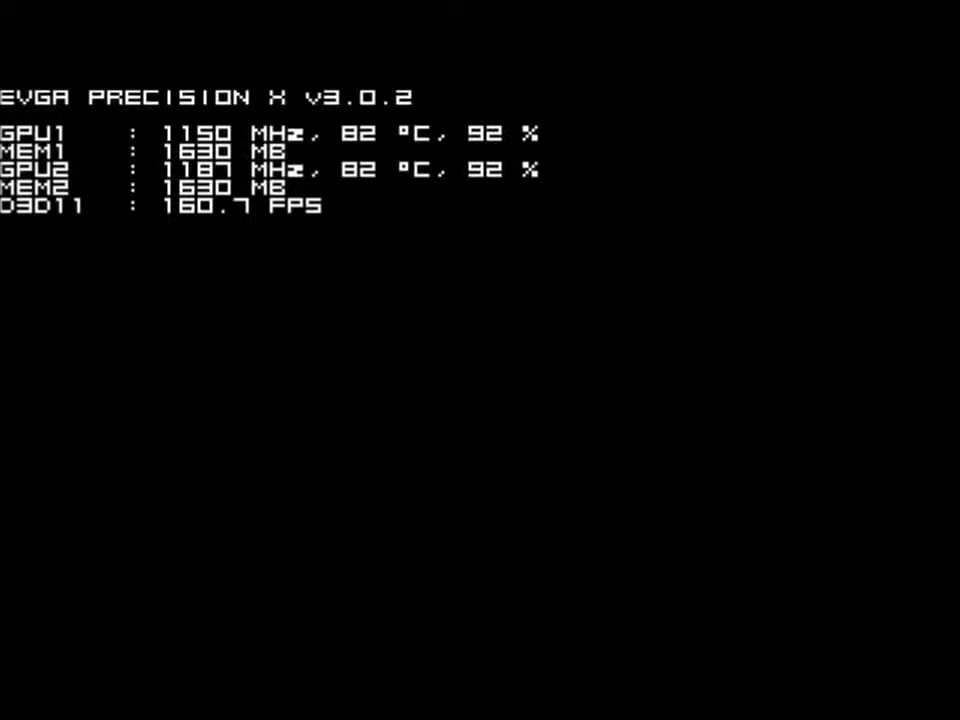 EVGA PRECISION X v3.0.2
GPU1 : 1150 MHz, 82 °C, 92 %
MEM1 : 1630 MB
GPU2 : 1187 MHz, 82 °C, 92 %
MEM2 : 1630 MB
D3D11 : 160.7 FPS